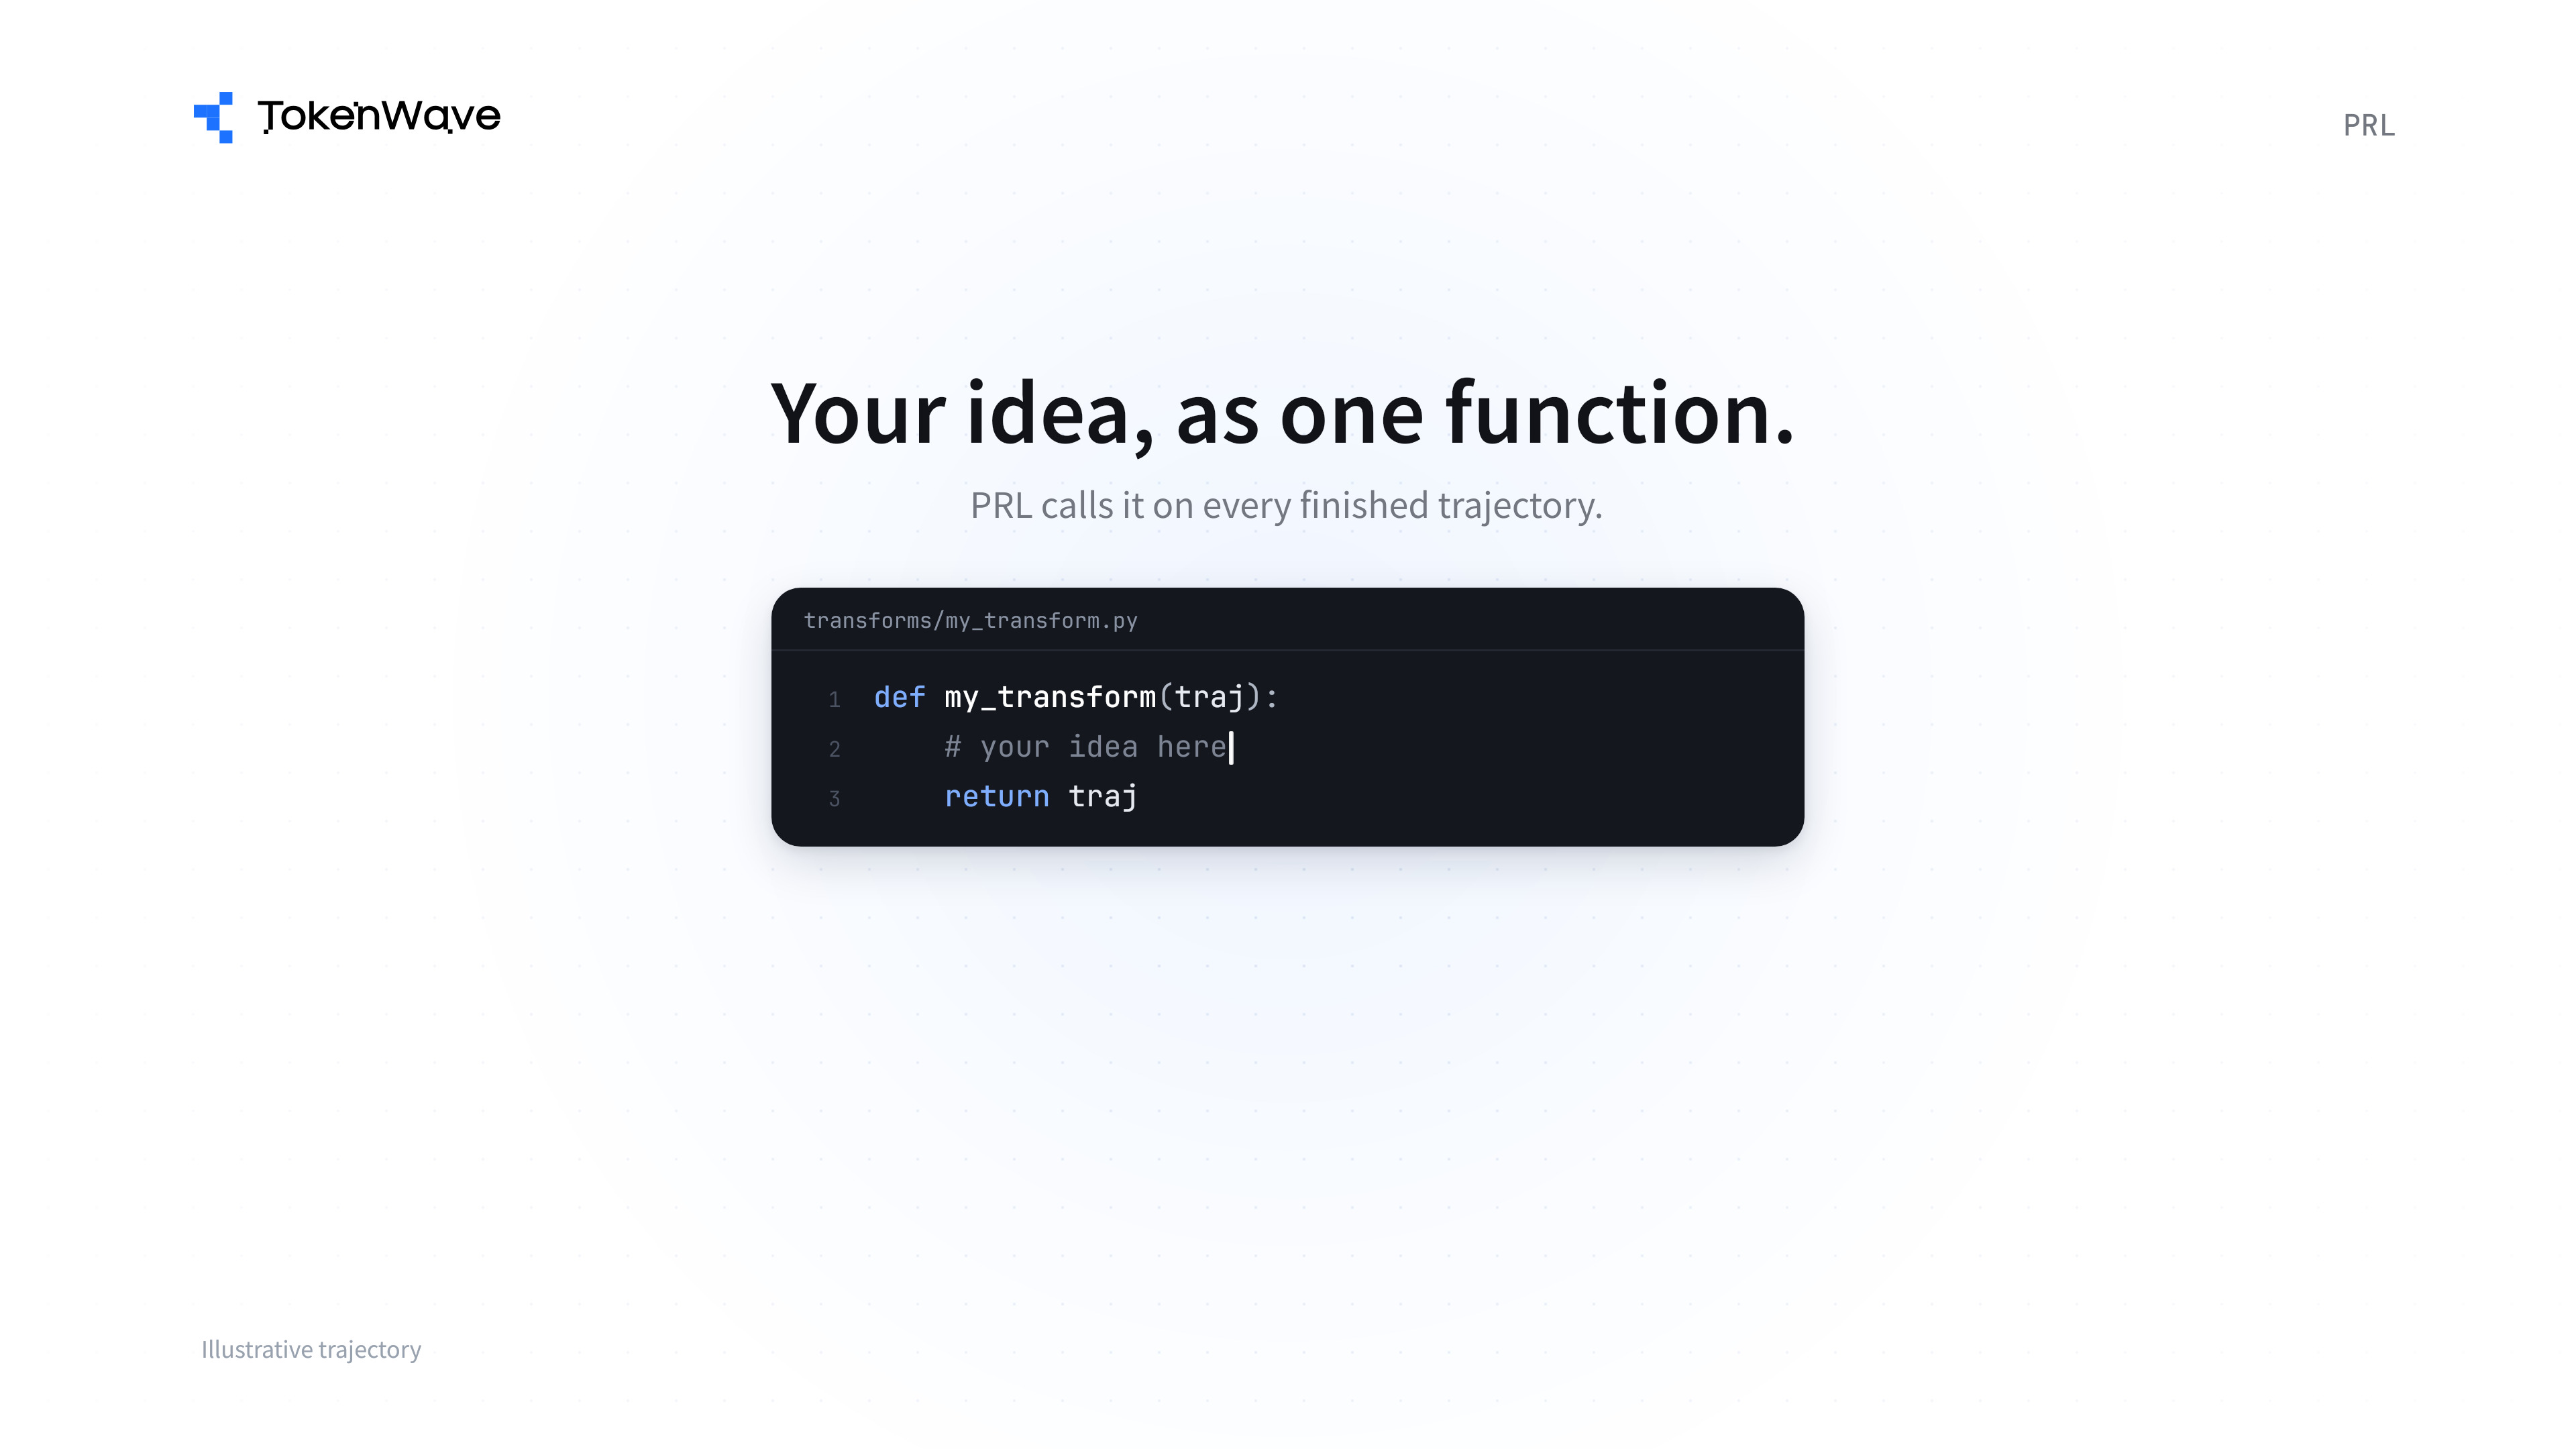 TokenWave
PRL
Your idea, as one function.
PRL calls it on every finished trajectory.
transforms/my_transform.py
1 def my_transform(traj):
2     # your idea here
3     return traj
Illustrative trajectory